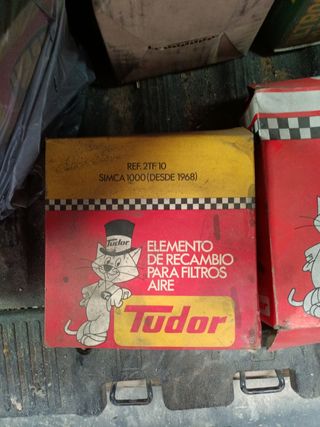 REF. 2TF.10
SIMCA 1000 (DESDE 1968)
Tudor
ELEMENTO
DE RECAMBIO
PARA FILTROS
AIRE
Tudor